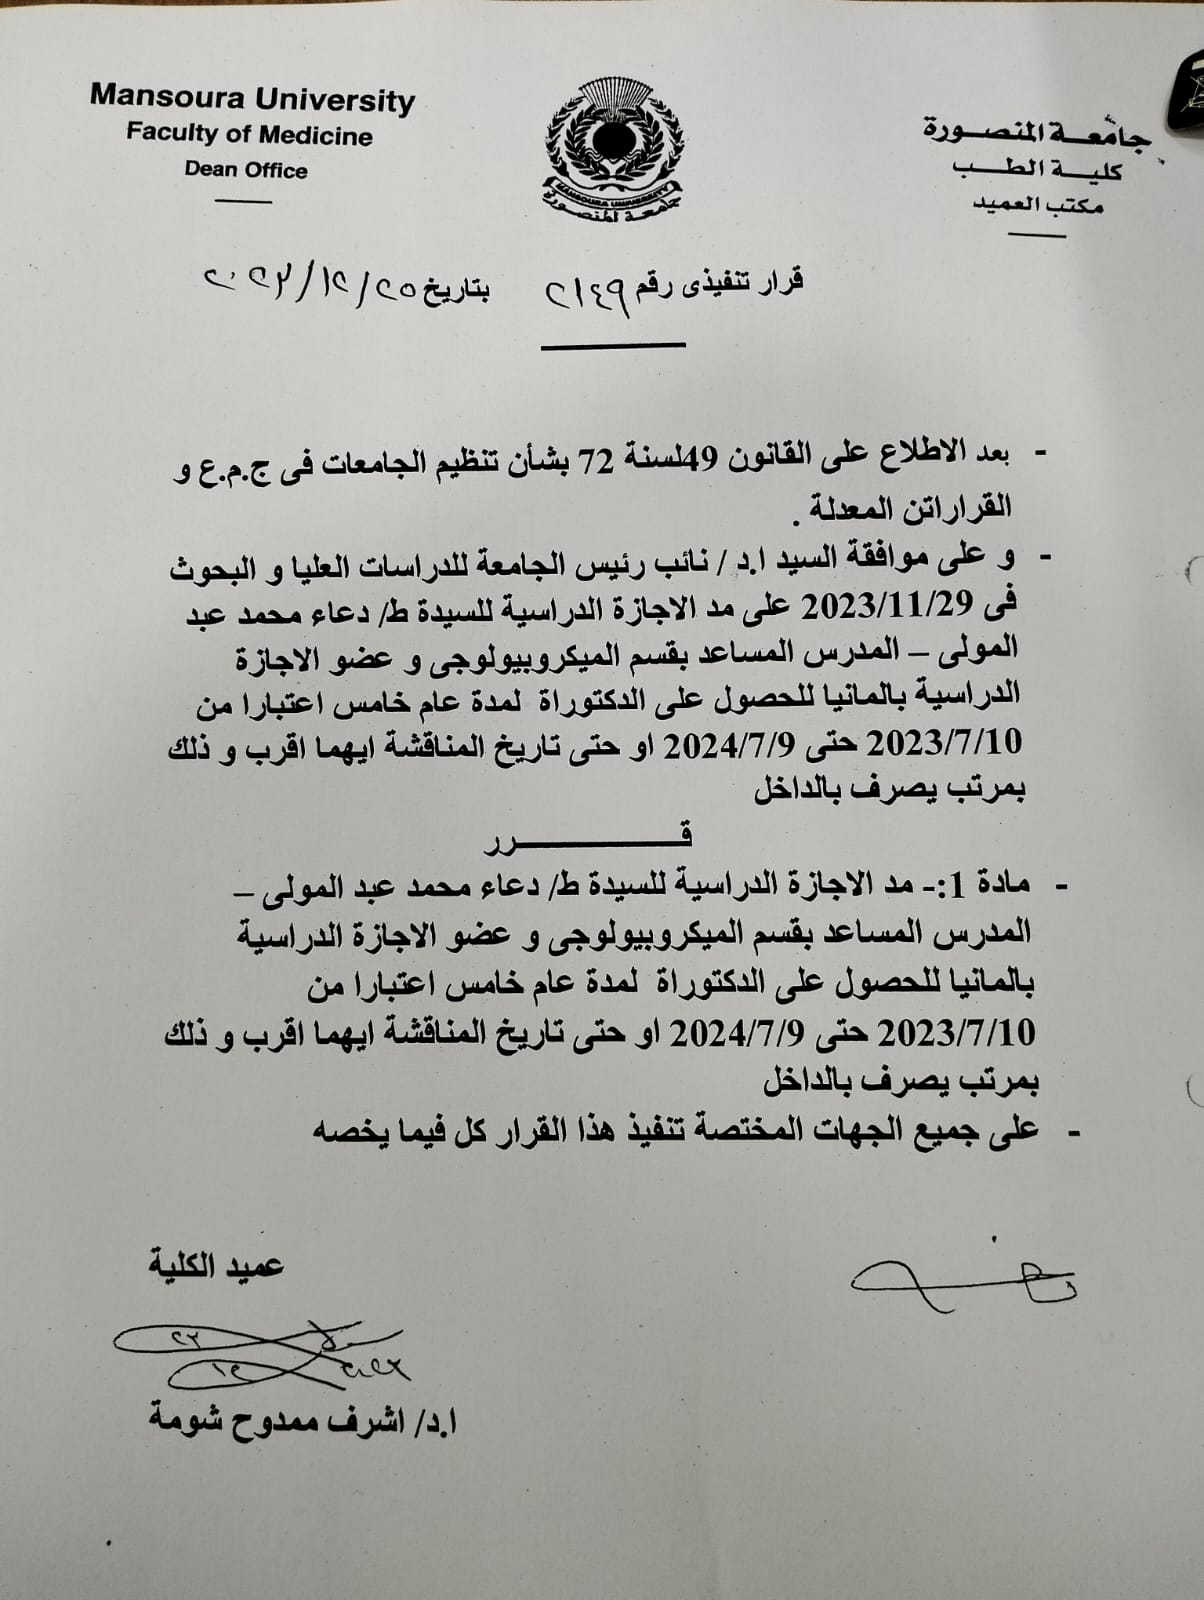 Mansoura University
Faculty of Medicine
Dean Office
جامعة المنصورة
كلية الطب
مكتب العميد
MANSOURA UNIVERSITY
جامعة المنصورة
قرار تنفيذى رقم ٢١٤٩ بتاريخ ٢٠٢٣/١٢/٢٥
- بعد الاطلاع على القانون 49لسنة 72 بشأن تنظيم الجامعات فى ج.م.ع و
القراراتن المعدلة .
- و على موافقة السيد ا.د / نائب رئيس الجامعة للدراسات العليا و البحوث
فى 2023/11/29 على مد الاجازة الدراسية للسيدة ط/ دعاء محمد عبد
المولى – المدرس المساعد بقسم الميكروبيولوجى و عضو الاجازة
الدراسية بالمانيا للحصول على الدكتوراة لمدة عام خامس اعتبارا من
2023/7/10 حتى 2024/7/9 او حتى تاريخ المناقشة ايهما اقرب و ذلك
بمرتب يصرف بالداخل
قـــــــــرر
- مادة 1:- مد الاجازة الدراسية للسيدة ط/ دعاء محمد عبد المولى –
المدرس المساعد بقسم الميكروبيولوجى و عضو الاجازة الدراسية
بالمانيا للحصول على الدكتوراة لمدة عام خامس اعتبارا من
2023/7/10 حتى 2024/7/9 او حتى تاريخ المناقشة ايهما اقرب و ذلك
بمرتب يصرف بالداخل
- على جميع الجهات المختصة تنفيذ هذا القرار كل فيما يخصه
عميد الكلية
ا.د/ اشرف ممدوح شومة